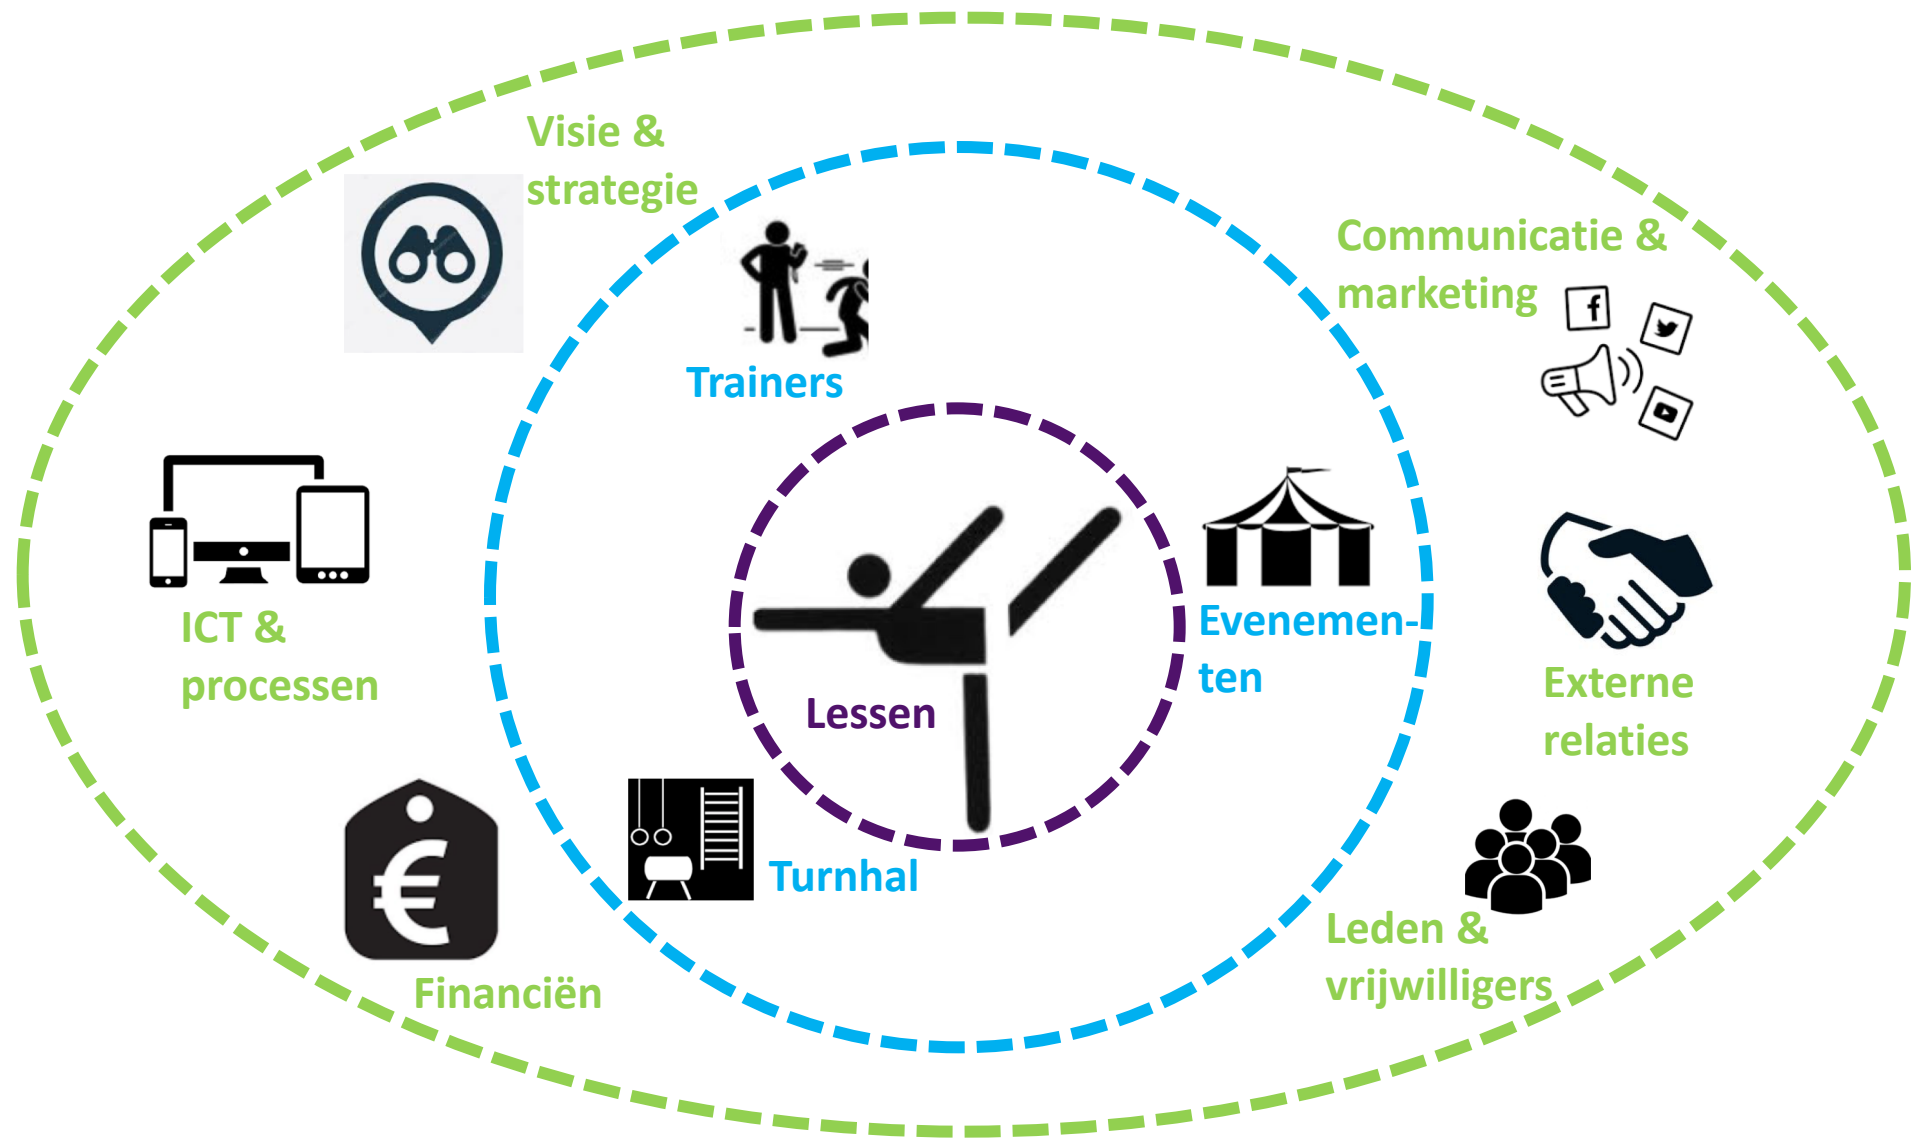 Visie &
strategie
Communicatie &
marketing
f
Trainers
ICT &
processen
Evenemen-
ten
Lessen
Externe
relaties
€
Turnhal
Leden &
vrijwilligers
Financiën